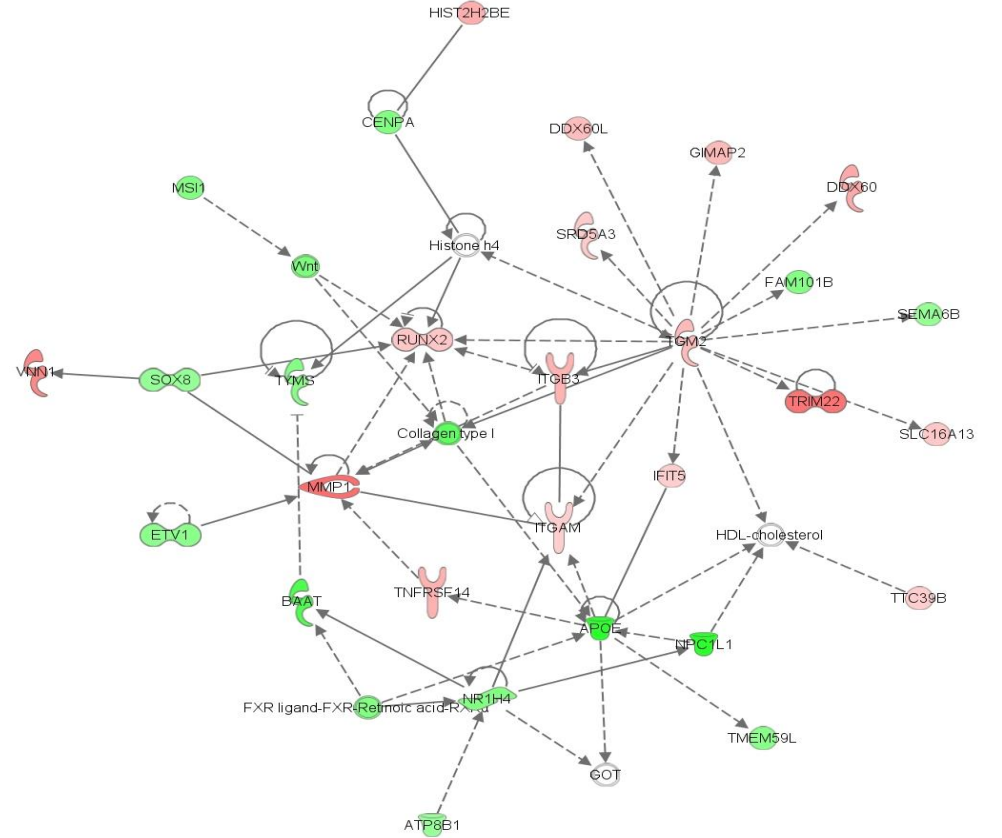 HIST2H2BE
CENPA
DDX60L
GIMAP2
MSI1
DDX60
SRD5A3
Histone h4
Wnt
FAM101B
SEMA6B
RUNX2
TGM2
VNN1
SOX8
TYMS
ITGB3
TRIM22
Collagen type I
SLC16A13
MMP1
IFIT5
ETV1
ITGAM
HDL-cholesterol
BAAT
TNFRSF14
TTC39B
APOE
NPC1L1
FXR ligand-FXR-Retinoic acid-RXR
NR1H4
TMEM59L
GOT
ATP8B1